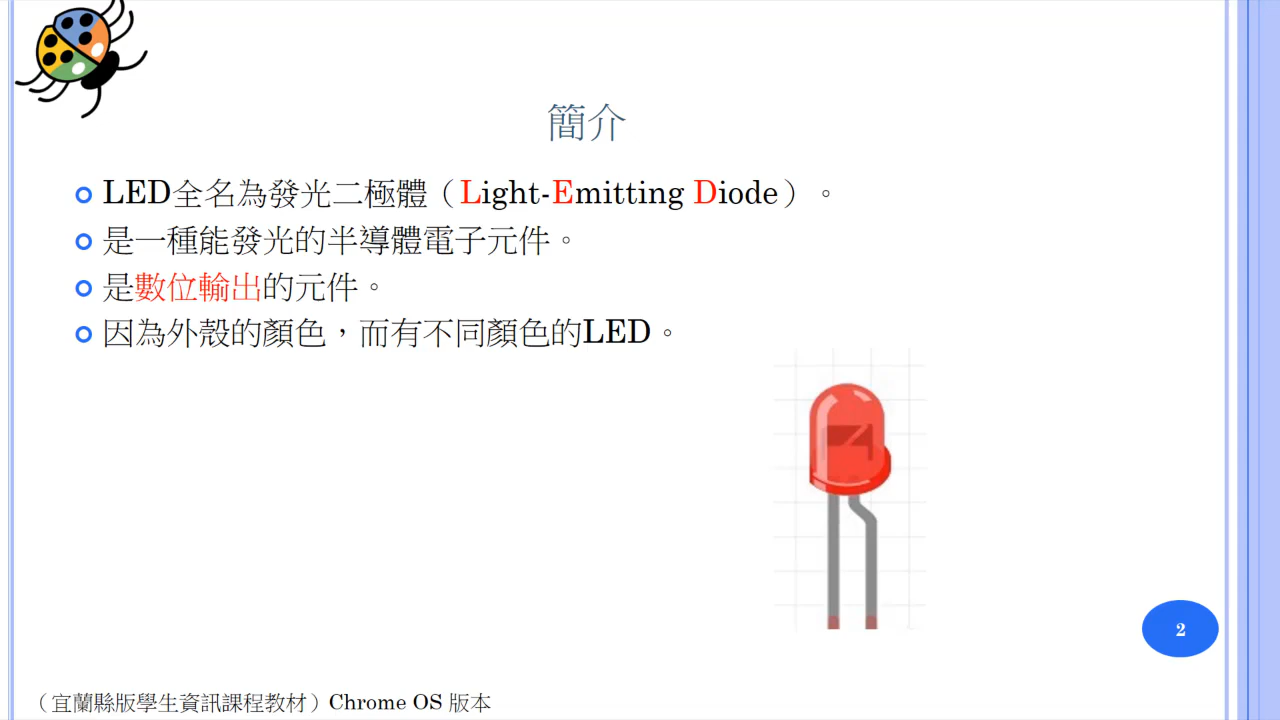 簡介
LED全名為發光二極體（Light-Emitting Diode）。
是一種能發光的半導體電子元件。
是數位輸出的元件。
因為外殼的顏色，而有不同顏色的LED。
2
（宜蘭縣版學生資訊課程教材）Chrome OS 版本